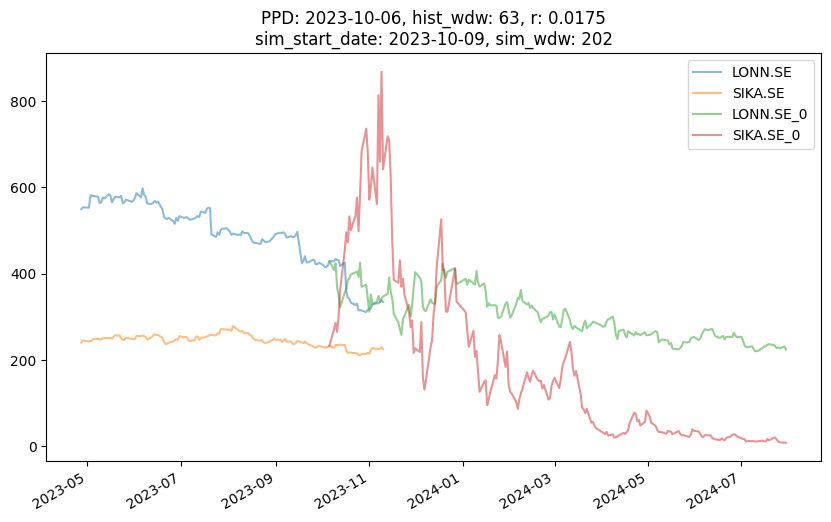 PPD: 2023-10-06, hist_wdw: 63, r: 0.0175
sim_start_date: 2023-10-09, sim_wdw: 202
LONN.SE
SIKA.SE
LONN.SE_0
SIKA.SE_0
800
600
400
200
0
2023-05
2023-07
2023-09
2023-11
2024-01
2024-03
2024-05
2024-07